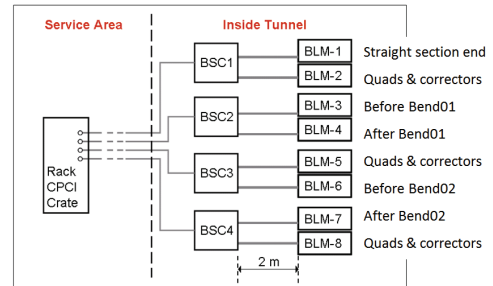 Service Area
Inside Tunnel
BSC1
BLM-1 Straight section end
BLM-2 Quads & correctors
BSC2
BLM-3 Before Bend01
BLM-4 After Bend01
Rack
CPCI
Crate
BSC3
BLM-5 Quads & correctors
BLM-6 Before Bend02
BSC4
BLM-7 After Bend02
BLM-8 Quads & correctors
2 m